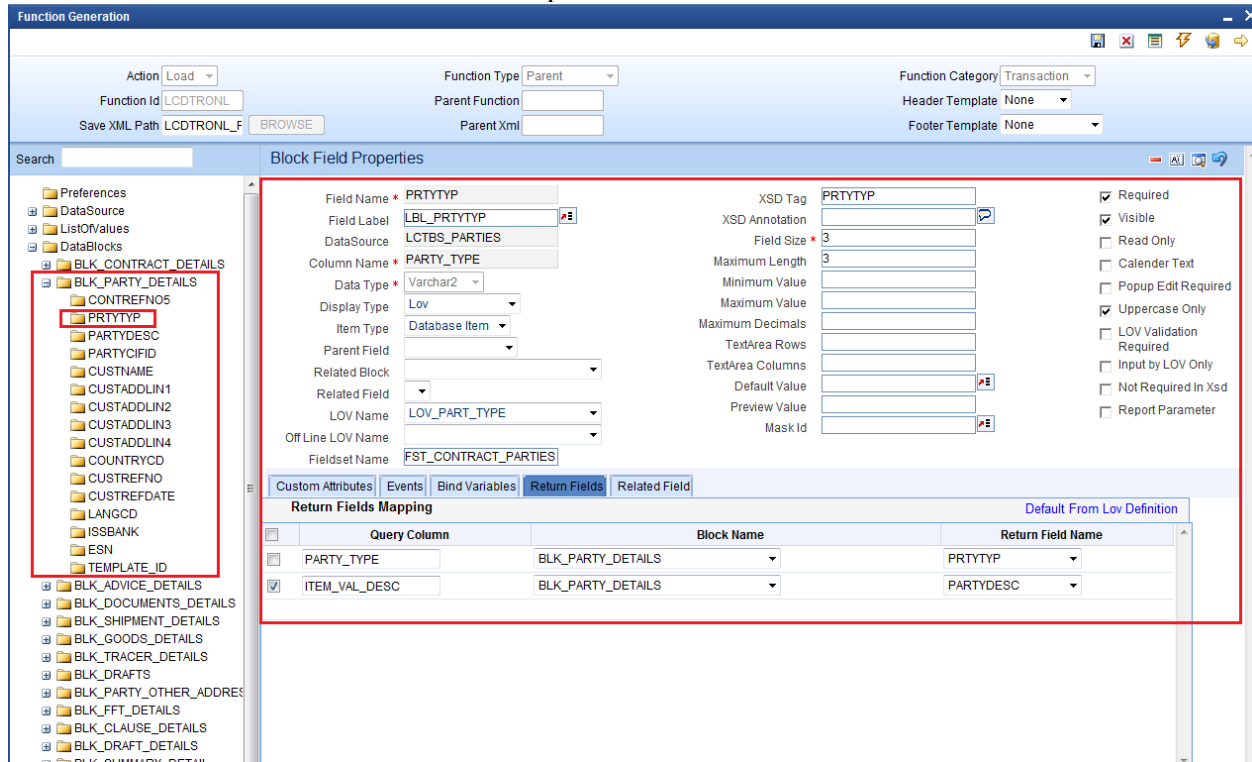 Function Generation
Action Load Function Type Parent Function Category Transaction
Function Id LCDTRONL Parent Function Header Template None
Save XML Path LCDTRONL_F BROWSE Parent Xml Footer Template None
Search Block Field Properties
Preferences
DataSource
ListOfValues
DataBlocks
BLK_CONTRACT_DETAILS
BLK_PARTY_DETAILS
CONTREFNO5
PRTYTYP
PARTYDESC
PARTYCIFID
CUSTNAME
CUSTADDLIN1
CUSTADDLIN2
CUSTADDLIN3
CUSTADDLIN4
COUNTRYCD
CUSTREFNO
CUSTREFDATE
LANGCD
ISSBANK
ESN
TEMPLATE_ID
BLK_ADVICE_DETAILS
BLK_DOCUMENTS_DETAILS
BLK_SHIPMENT_DETAILS
BLK_GOODS_DETAILS
BLK_TRACER_DETAILS
BLK_DRAFTS
BLK_PARTY_OTHER_ADDRES
BLK_FFT_DETAILS
BLK_CLAUSE_DETAILS
BLK_DRAFT_DETAILS
Field Name * PRTYTYP
Field Label LBL_PRTYTYP
DataSource LCTBS_PARTIES
Column Name * PARTY_TYPE
Data Type * Varchar2
Display Type Lov
Item Type Database Item
Parent Field
Related Block
Related Field
LOV Name LOV_PART_TYPE
Off Line LOV Name
Fieldset Name FST_CONTRACT_PARTIES
XSD Tag PRTYTYP
XSD Annotation
Field Size * 3
Maximum Length 3
Minimum Value
Maximum Value
Maximum Decimals
TextArea Rows
TextArea Columns
Default Value
Preview Value
Mask Id
Required
Visible
Read Only
Calender Text
Popup Edit Required
Uppercase Only
LOV Validation
Required
Input by LOV Only
Not Required In Xsd
Report Parameter
Custom Attributes Events Bind Variables Return Fields Related Field
Return Fields Mapping Default From Lov Definition
Query Column Block Name Return Field Name
PARTY_TYPE BLK_PARTY_DETAILS PRTYTYP
ITEM_VAL_DESC BLK_PARTY_DETAILS PARTYDESC